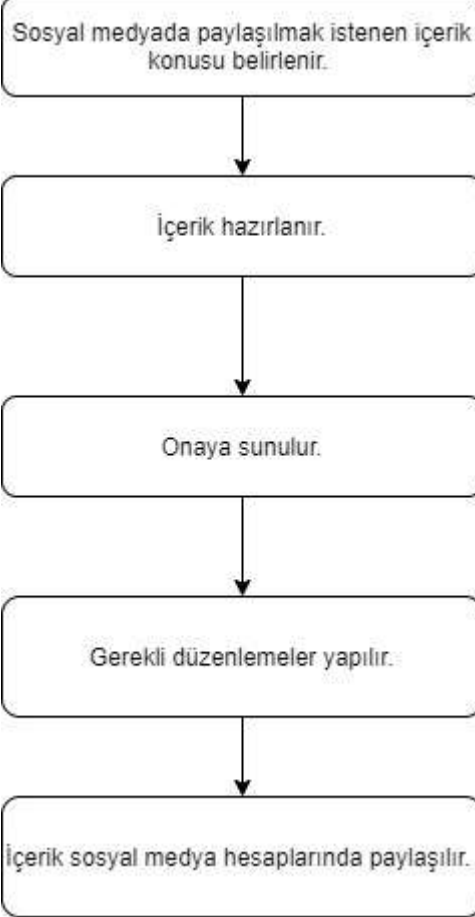 Sosyal medyada paylaşılmak istenen içerik
konusu belirlenir.
İçerik hazırlanır.
Onaya sunulur.
Gerekli düzenlemeler yapılır.
İçerik sosyal medya hesaplarında paylaşılır.